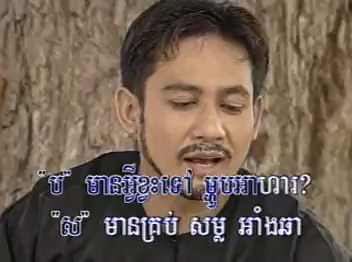 "ប" មានអ្វីខ្វះទៅ ម្ហូបអាហារ?
"ស" មានគ្រប់ សម្ល អាំងឆា